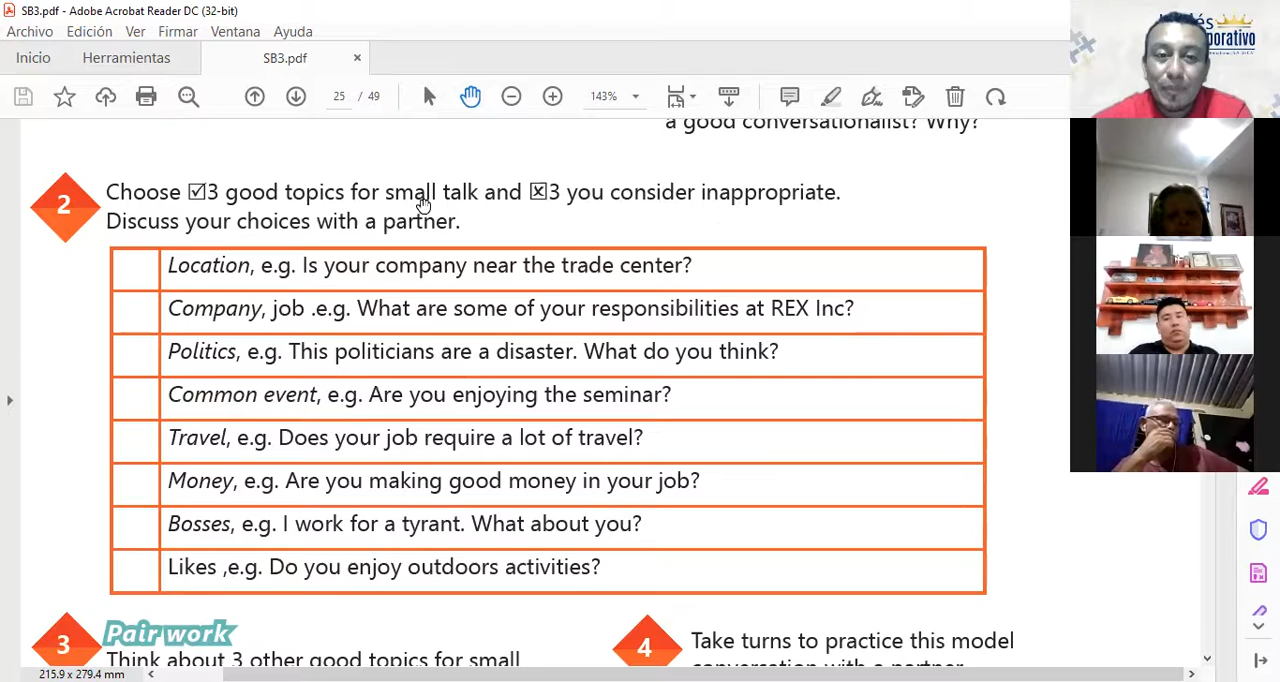 SB3.pdf - Adobe Acrobat Reader DC (32-bit)
Archivo Edición Ver Firmar Ventana Ayuda
Inicio Herramientas SB3.pdf ×
25 / 49 143%
a good conversationalist? Why?
2 Choose ☑3 good topics for small talk and ☒3 you consider inappropriate.
Discuss your choices with a partner.
Location, e.g. Is your company near the trade center?
Company, job .e.g. What are some of your responsibilities at REX Inc?
Politics, e.g. This politicians are a disaster. What do you think?
Common event, e.g. Are you enjoying the seminar?
Travel, e.g. Does your job require a lot of travel?
Money, e.g. Are you making good money in your job?
Bosses, e.g. I work for a tyrant. What about you?
Likes ,e.g. Do you enjoy outdoors activities?
3 Pair work
Think about 3 other good topics for small
4 Take turns to practice this model
conversation with a partner
215.9 x 279.4 mm